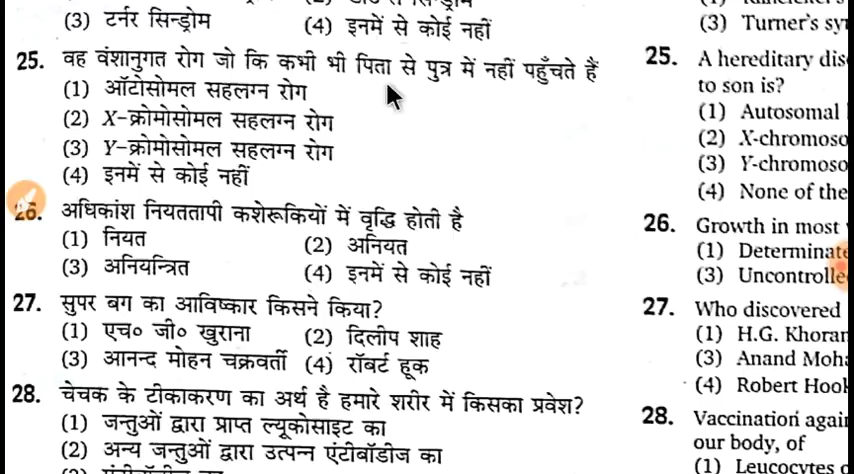 (3) टर्नर सिन्ड्रोम (4) इनमें से कोई नहीं
25. वह वंशानुगत रोग जो कि कभी भी पिता से पुत्र में नहीं पहुँचते हैं
(1) ऑटोसोमल सहलग्न रोग
(2) X-क्रोमोसोमल सहलग्न रोग
(3) Y-क्रोमोसोमल सहलग्न रोग
(4) इनमें से कोई नहीं
26. अधिकांश नियततापी कशेरूकियों में वृद्धि होती है
(1) नियत (2) अनियत
(3) अनियन्त्रित (4) इनमें से कोई नहीं
27. सुपर बग का आविष्कार किसने किया?
(1) एच० जी० खुराना (2) दिलीप शाह
(3) आनन्द मोहन चक्रवर्ती (4) रॉबर्ट हूक
28. चेचक के टीकाकरण का अर्थ है हमारे शरीर में किसका प्रवेश?
(1) जन्तुओं द्वारा प्राप्त ल्यूकोसाइट का
(2) अन्य जन्तुओं द्वारा उत्पन्न एंटीबॉडीज का
(3) Turner's sy
25. A hereditary dis
to son is?
(1) Autosomal
(2) X-chromoso
(3) Y-chromoso
(4) None of the
26. Growth in most
(1) Determinate
(3) Uncontrolle
27. Who discovered
(1) H.G. Khoran
(3) Anand Moha
(4) Robert Hool
28. Vaccination again
our body, of
(1) Leucocytes